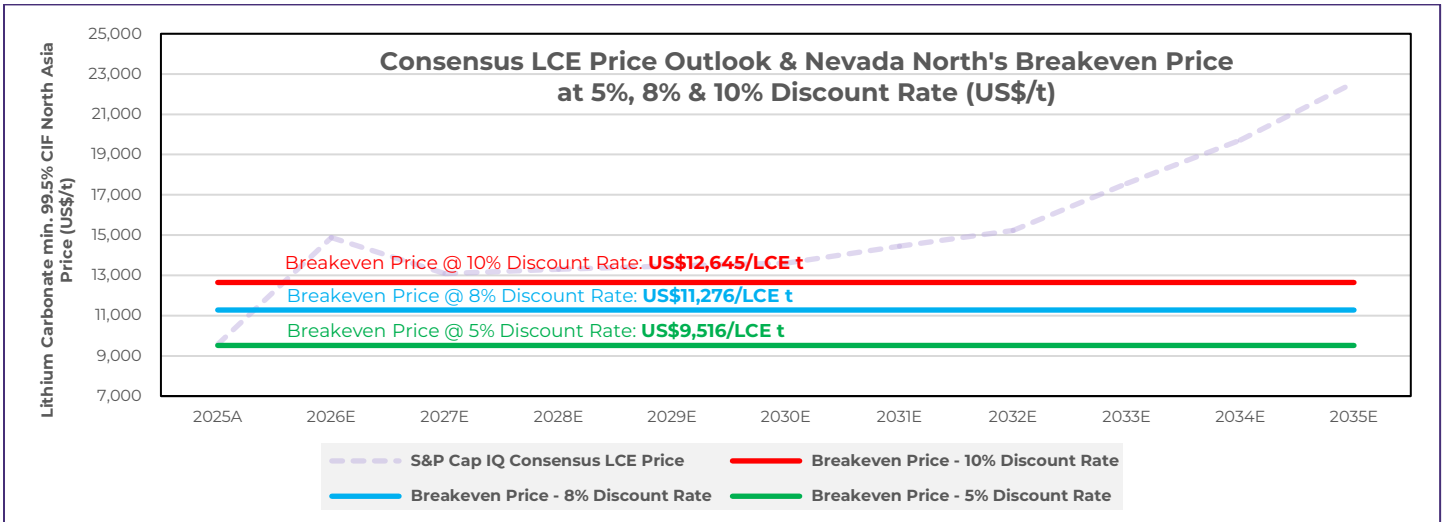 Consensus LCE Price Outlook & Nevada North's Breakeven Price
at 5%, 8% & 10% Discount Rate (US$/t)
Lithium Carbonate min. 99.5% CIF North Asia
Price (US$/t)
25,000
23,000
21,000
19,000
17,000
15,000
13,000
11,000
9,000
7,000
Breakeven Price @ 10% Discount Rate: US$12,645/LCE t
Breakeven Price @ 8% Discount Rate: US$11,276/LCE t
Breakeven Price @ 5% Discount Rate: US$9,516/LCE t
2025A 2026E 2027E 2028E 2029E 2030E 2031E 2032E 2033E 2034E 2035E
S&P Cap IQ Consensus LCE Price Breakeven Price - 10% Discount Rate
Breakeven Price - 8% Discount Rate Breakeven Price - 5% Discount Rate